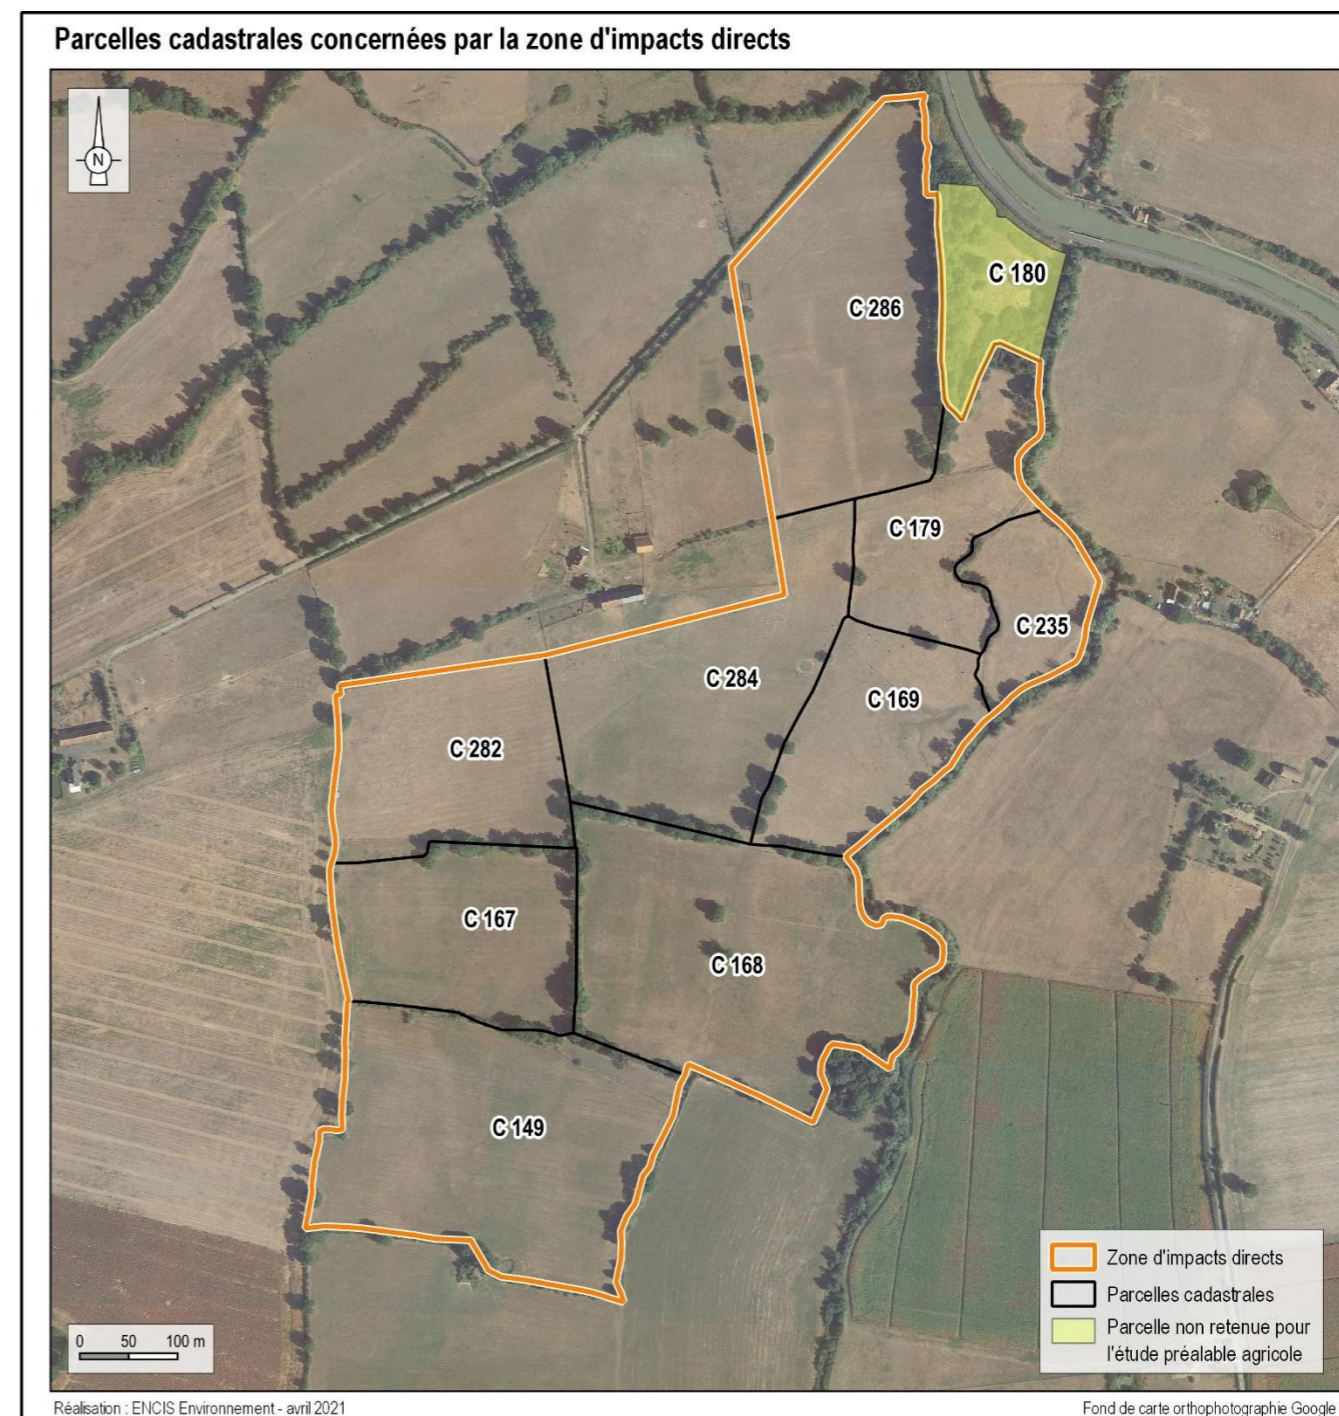 Parcelles cadastrales concernées par la zone d'impacts directs
N
C 180
C 286
C 179
C 235
C 284
C 169
C 282
C 167
C 168
C 149
Zone d'impacts directs
Parcelles cadastrales
Parcelle non retenue pour
l'étude préalable agricole
0 50 100 m
Réalisation : ENCIS Environnement - avril 2021
Fond de carte orthophotographie Google